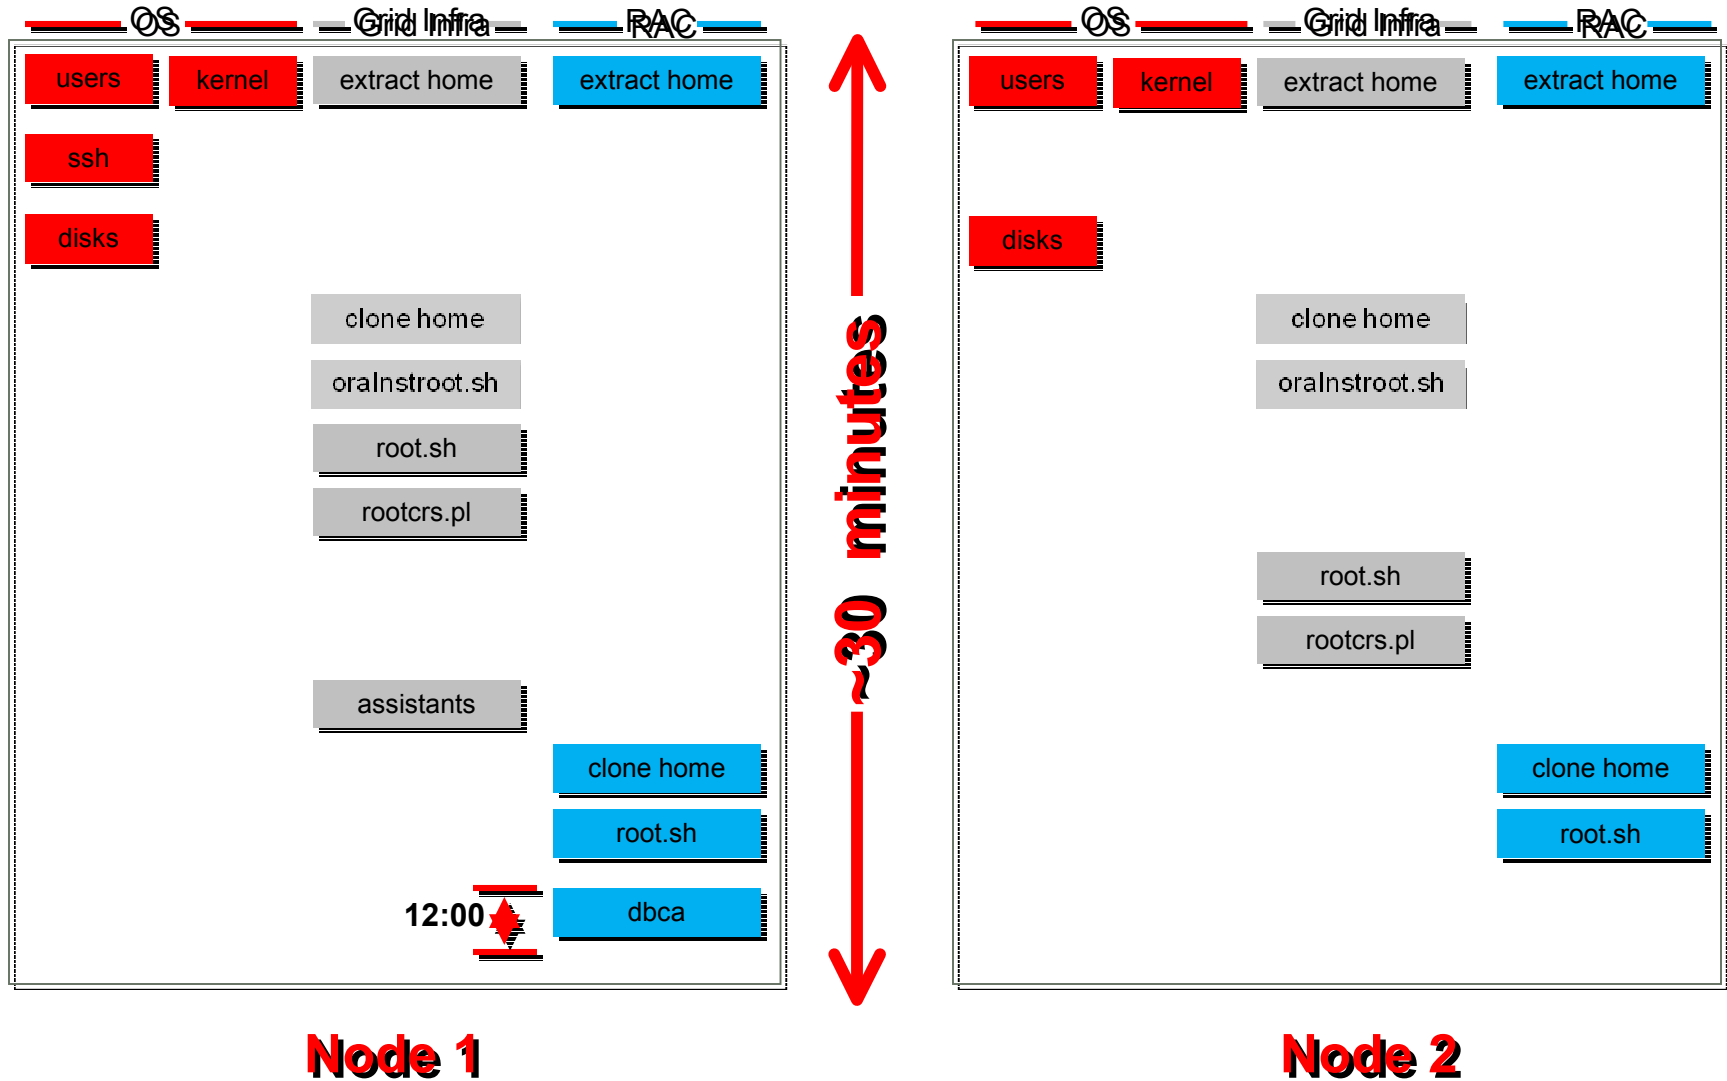 OS Grid Infra RAC
users kernel extract home extract home
ssh
disks
clone home
oraInstroot.sh
root.sh
rootcrs.pl
assistants
clone home
root.sh
12:00 dbca
Node 1
~30 minutes
OS Grid Infra RAC
users kernel extract home extract home
disks
clone home
oraInstroot.sh
root.sh
rootcrs.pl
clone home
root.sh
Node 2